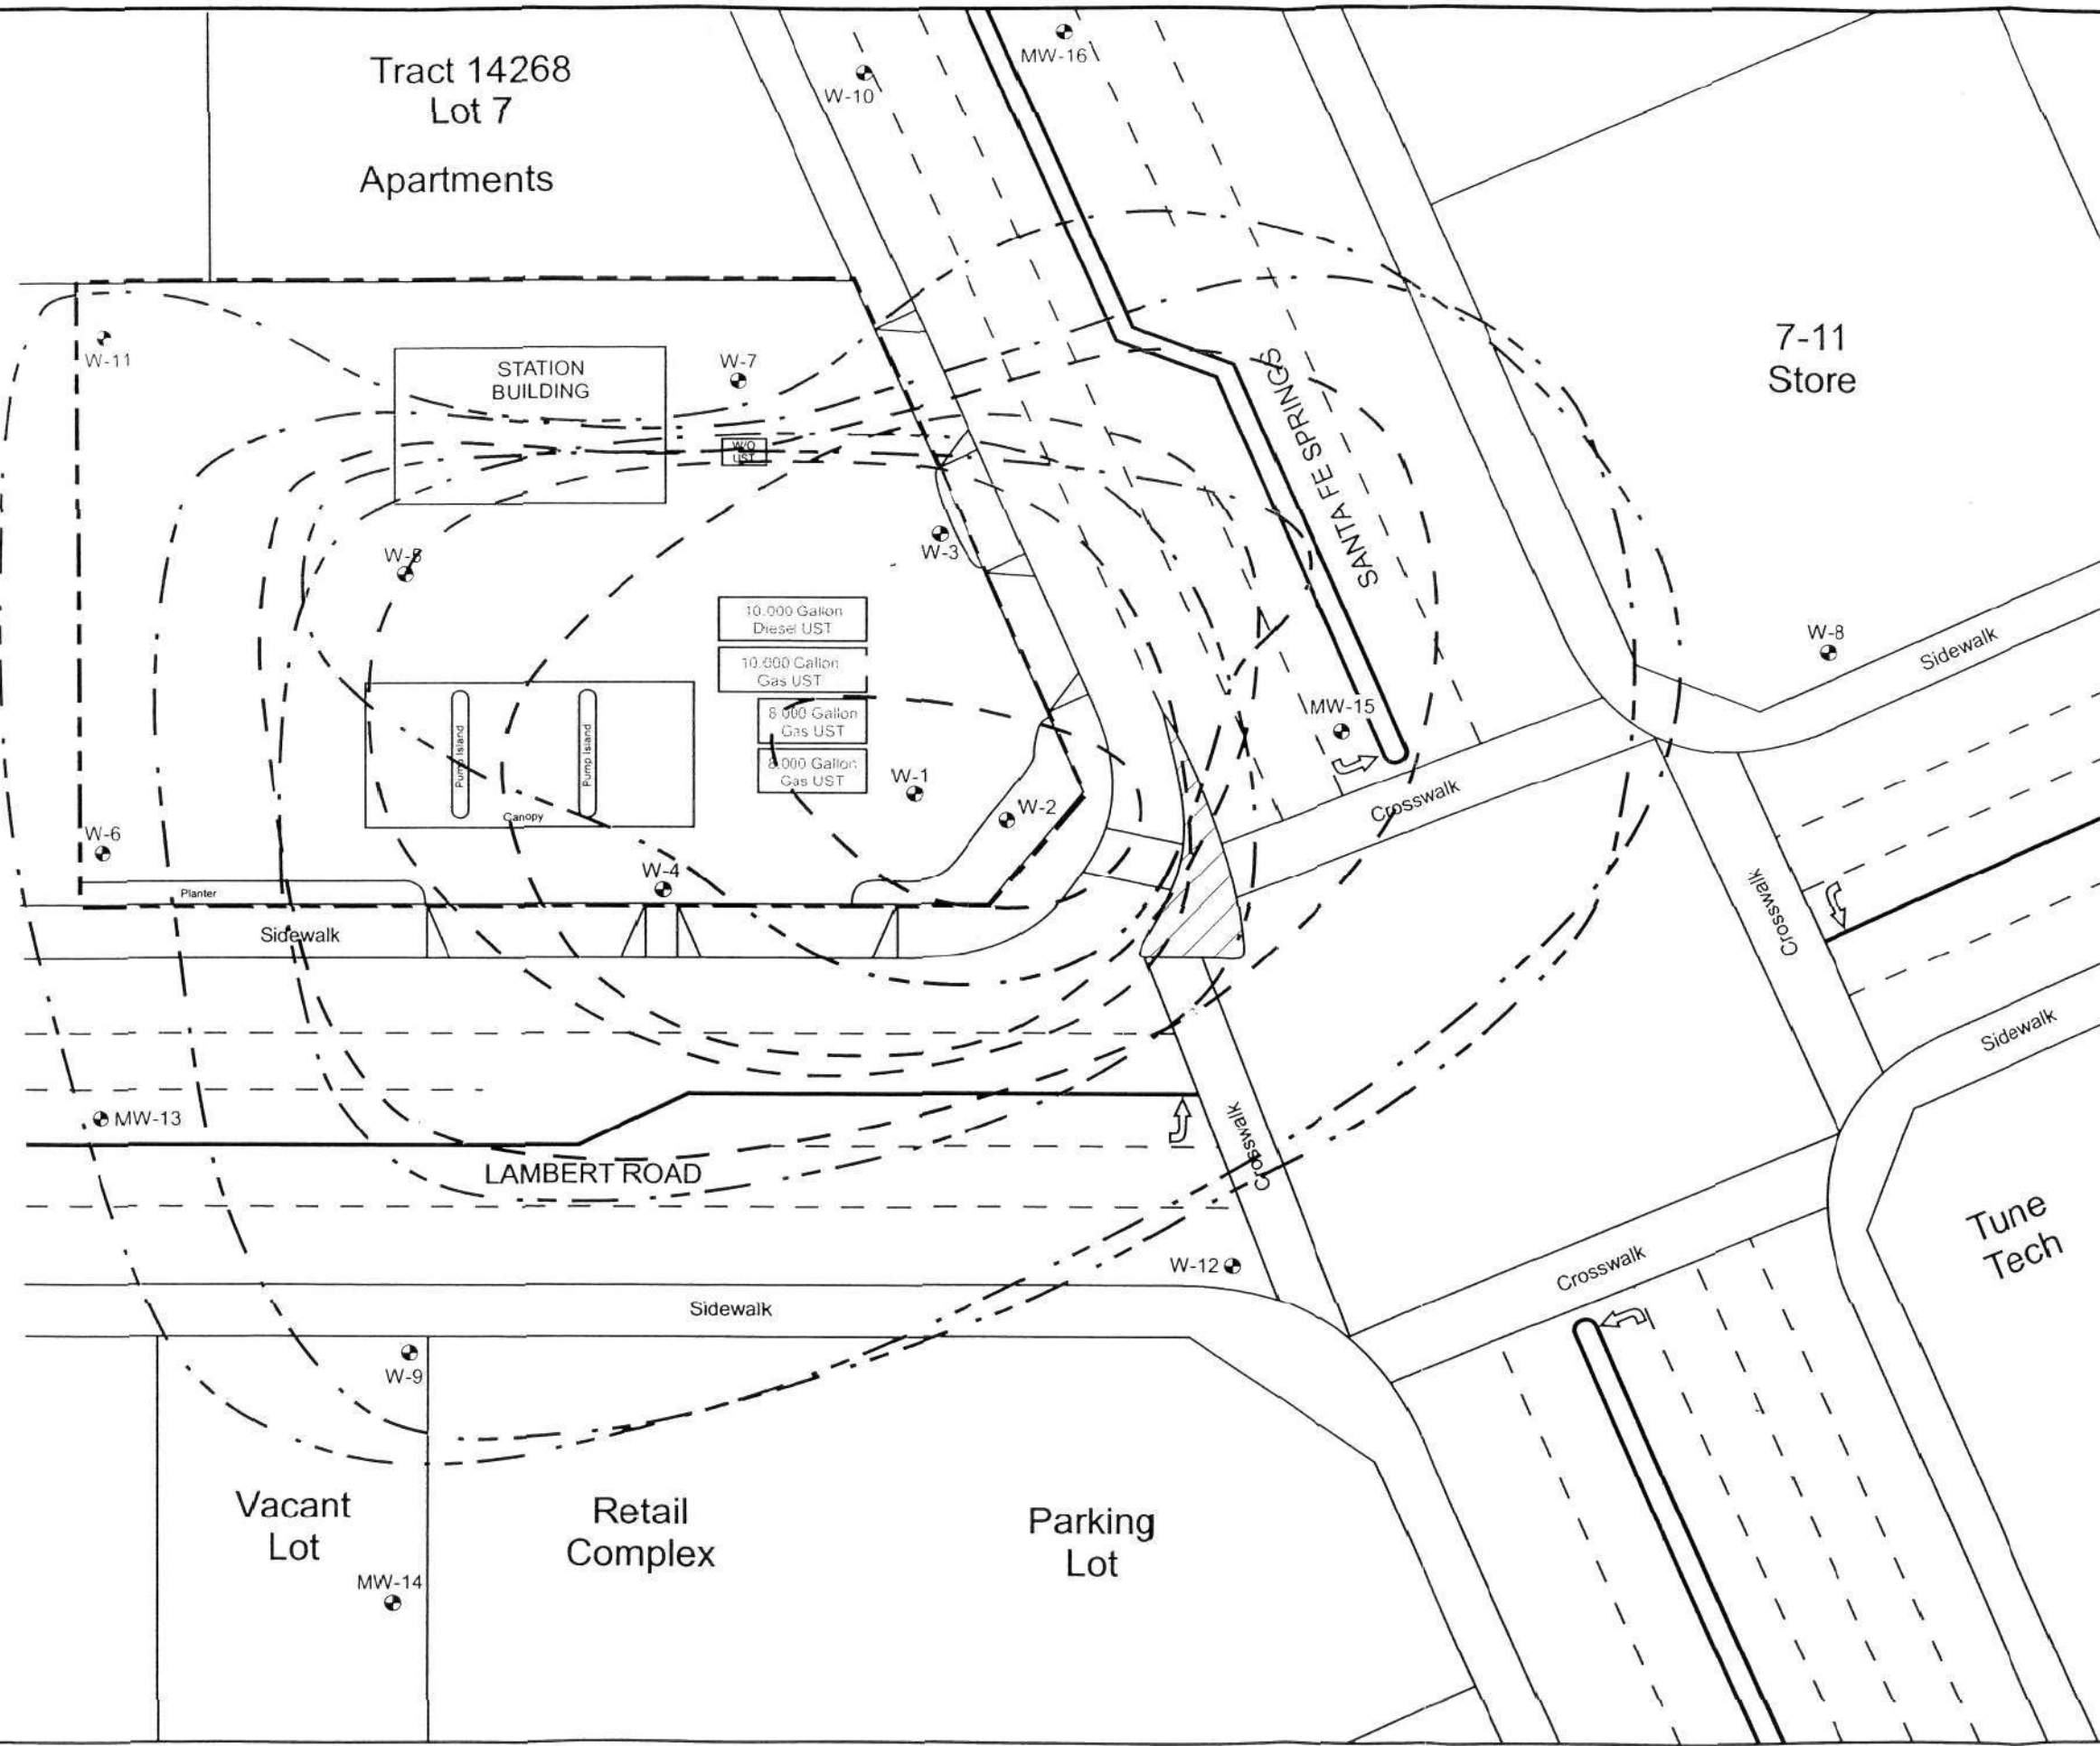 Tract 14268
Lot 7
Apartments
W-10
MW-16
W-11
STATION
BUILDING
W-7
W/O
UST
SANTA FE SPRINGS
7-11
Store
W-5
W-3
10,000 Gallon
Diesel UST
10,000 Gallon
Gas UST
8,000 Gallon
Gas UST
8,000 Gallon
Gas UST
Pump Island
Pump Island
Canopy
W-1
W-2
MW-15
W-8
Sidewalk
Crosswalk
W-6
Planter
W-4
Sidewalk
Crosswalk
Sidewalk
MW-13
LAMBERT ROAD
Crosswalk
W-12
Crosswalk
Tune
Tech
Sidewalk
W-9
Vacant
Lot
Retail
Complex
Parking
Lot
MW-14